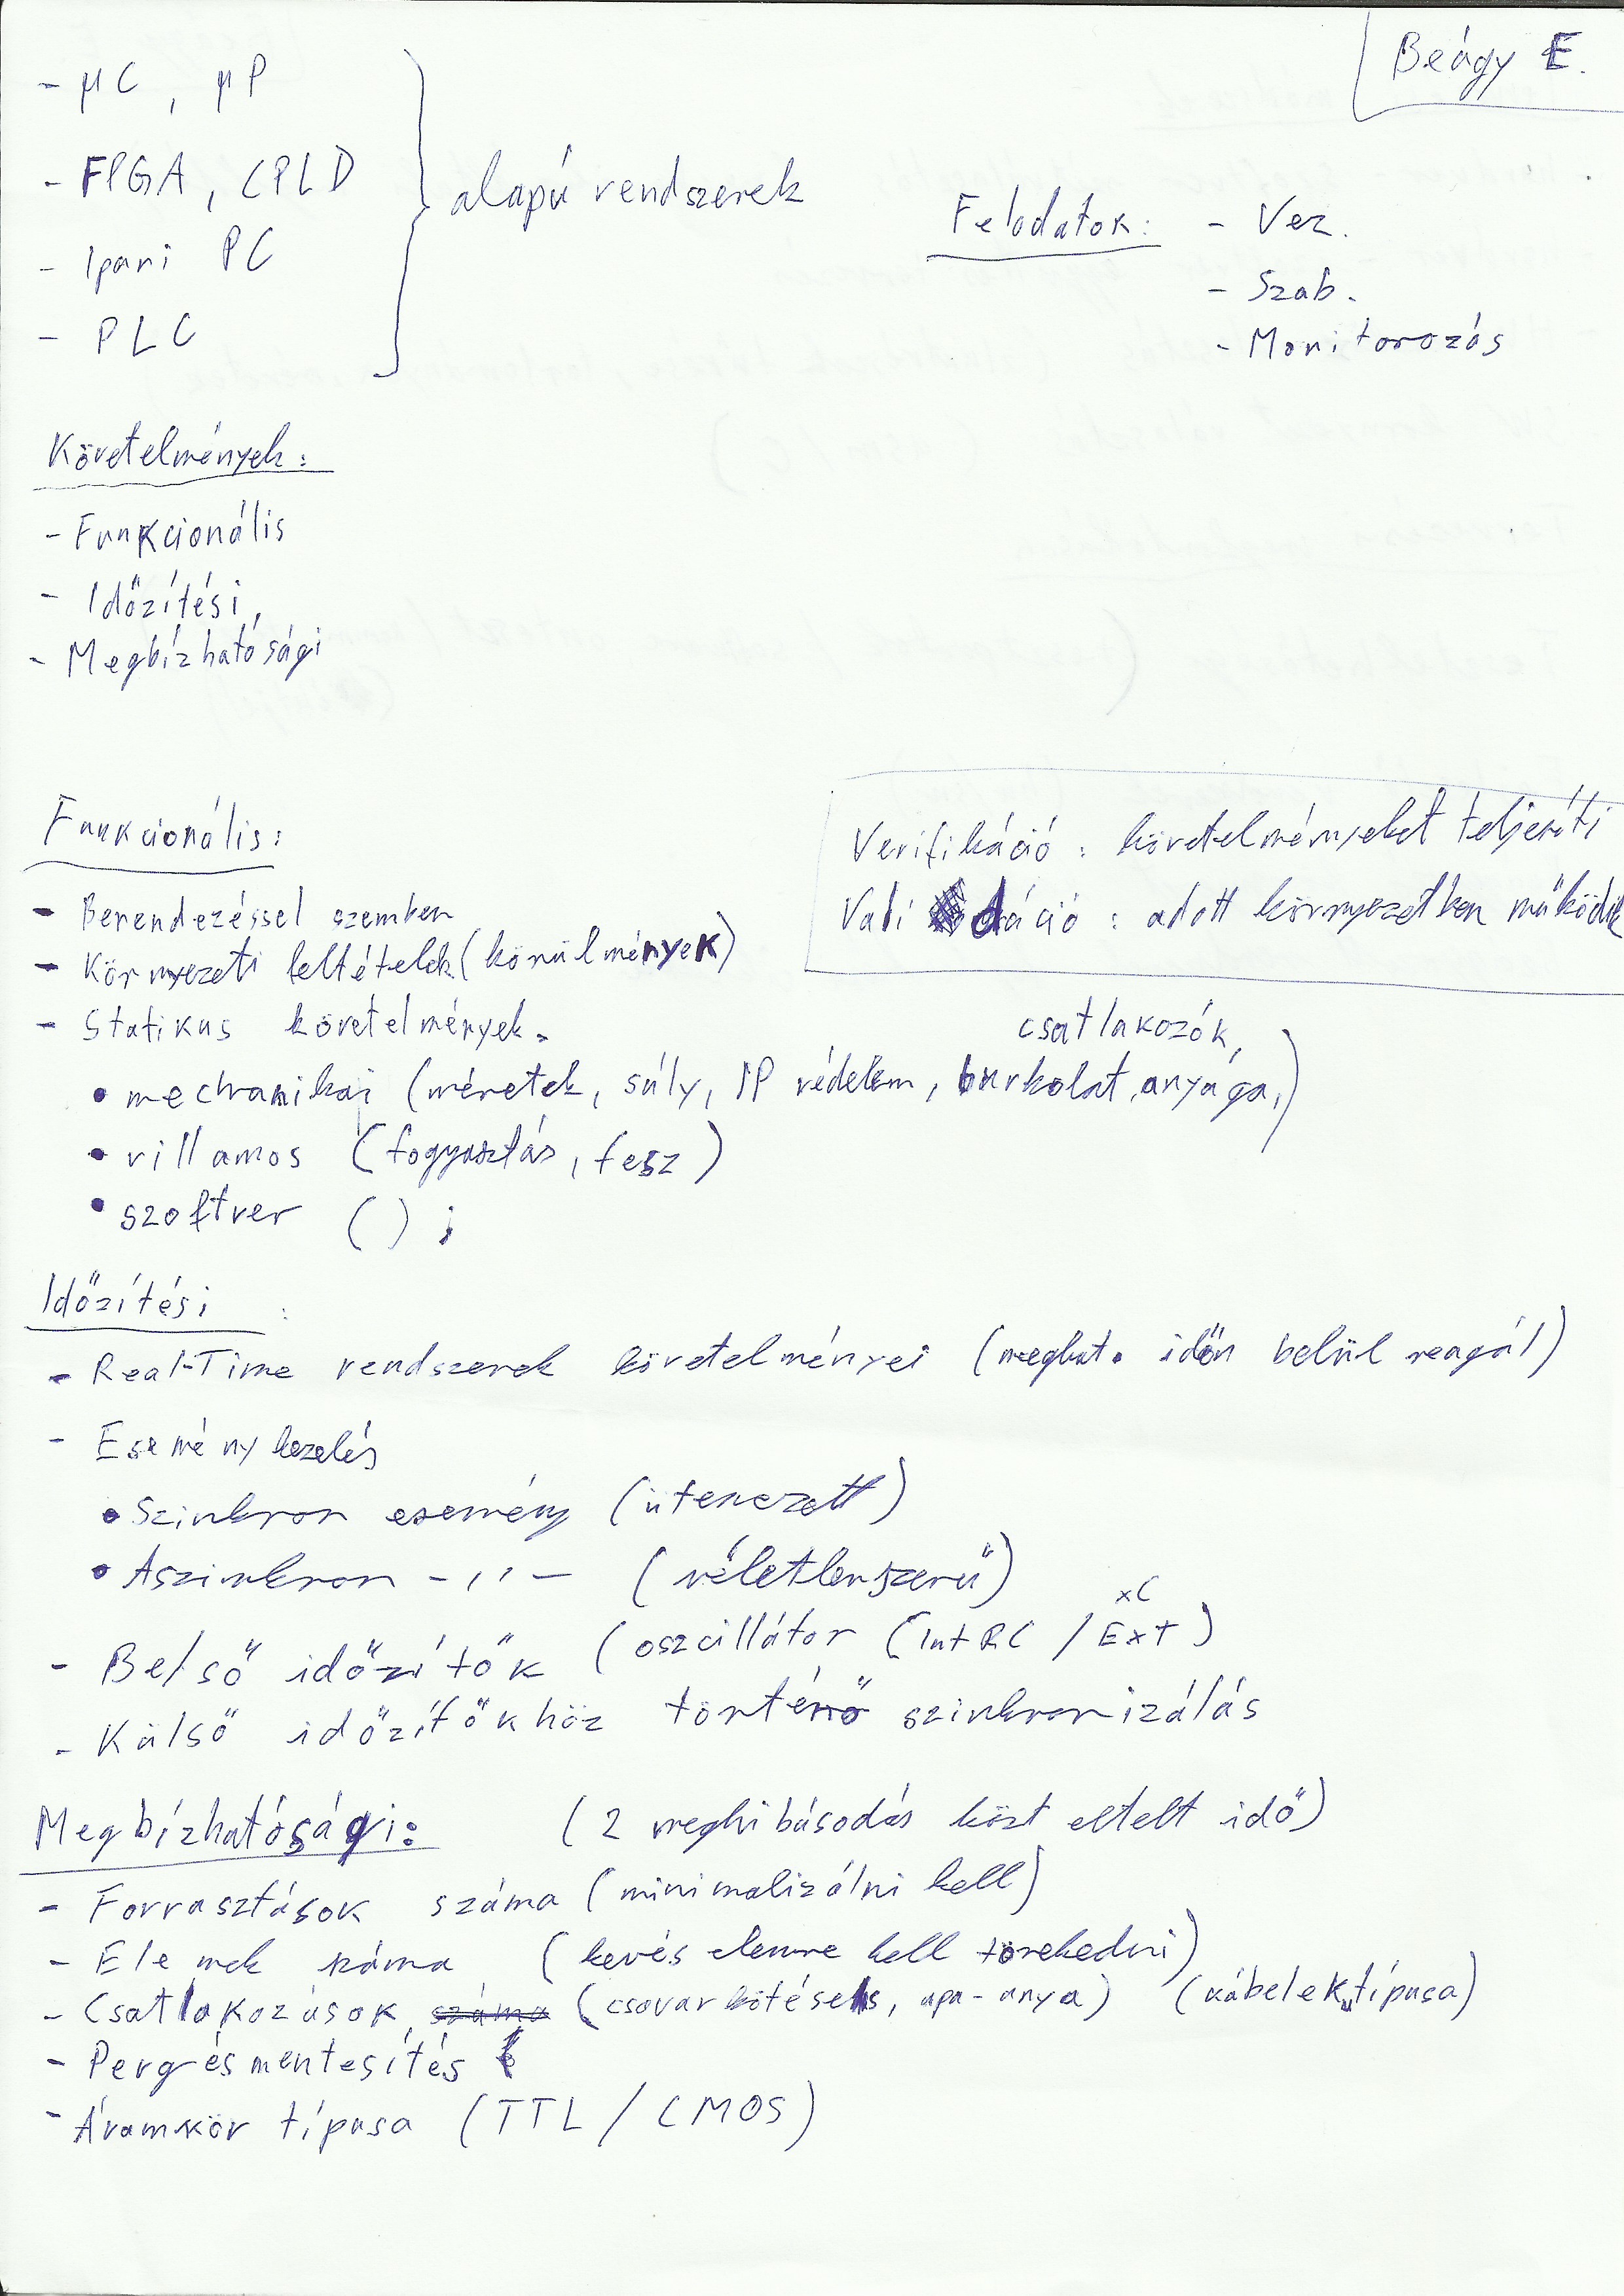 Beágy E.
- μC, μP
- FPGA, CPLD
- Ipari PC
- PLC
alapú rendszerek
Feladatok: - Vez.
- Szab.
- Monitorozás
Követelmények:
- Funkcionális
- Időzítési,
- Megbízhatósági
Funkcionális:
- Berendezéssel szemben
- Környezeti feltételek (körülmények)
- Statikus követelmények.
• mechanikai (méretek, súly, IP védelem, burkolat anyaga, csatlakozók,)
• villamos (fogyasztás, fesz)
• szoftver ( ) ;
Verifikáció : követelményeket teljesíti
Validáció : adott környezetben működik
Időzítési :
- Real-Time rendszerek követelményei (meghat. időn belül reagál)
- Esemény kezelés
• Szinkron esemény (ütemezett)
• Aszinkron -,,- (véletlenszerű)
- Belső időzítők (oszcillátor (Int RC / Ext xC)
- Külső időzítőkhöz történő szinkronizálás
Megbízhatósági: (2 meghibásodás közt eltelt idő)
- Forrasztások száma (minimalizálni kell)
- Elemek száma (kevés elemre kell törekedni)
- Csatlakozások, száma (csavarkötések, apa-anya) (kábelek típusa)
- Pergésmentesítés
- Áramkör típusa (TTL / CMOS)